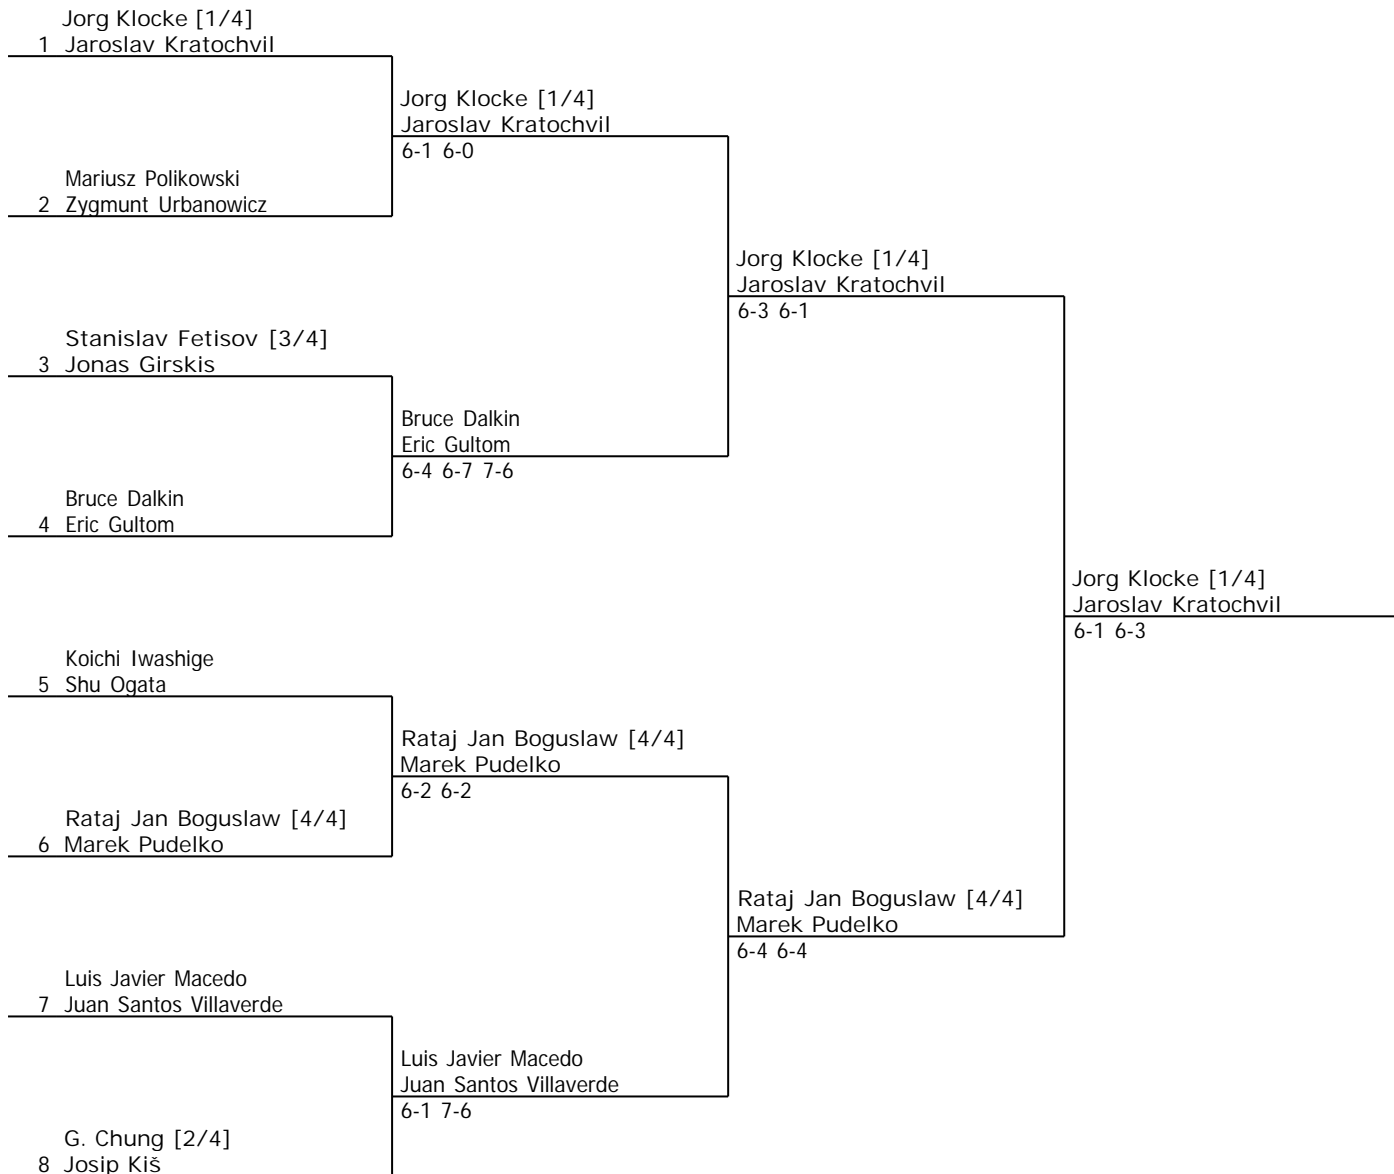 Jorg Klocke [1/4]
1 Jaroslav Kratochvil
Jorg Klocke [1/4]
Jaroslav Kratochvil
6-1 6-0
Mariusz Polikowski
2 Zygmunt Urbanowicz
Jorg Klocke [1/4]
Jaroslav Kratochvil
6-3 6-1
Stanislav Fetisov [3/4]
3 Jonas Girskis
Bruce Dalkin
Eric Gultom
6-4 6-7 7-6
Bruce Dalkin
4 Eric Gultom
Jorg Klocke [1/4]
Jaroslav Kratochvil
6-1 6-3
Koichi Iwashige
5 Shu Ogata
Rataj Jan Boguslaw [4/4]
Marek Pudelko
6-2 6-2
Rataj Jan Boguslaw [4/4]
6 Marek Pudelko
Rataj Jan Boguslaw [4/4]
Marek Pudelko
6-4 6-4
Luis Javier Macedo
7 Juan Santos Villaverde
Luis Javier Macedo
Juan Santos Villaverde
6-1 7-6
G. Chung [2/4]
8 Josip Kiš